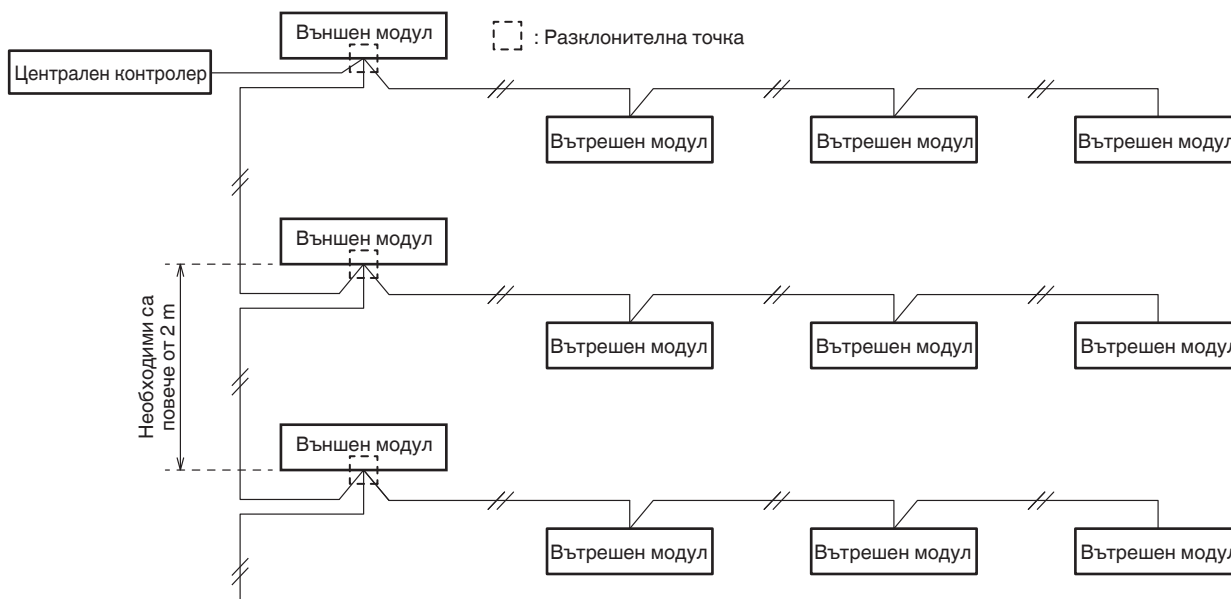 Външен модул
: Разклонителна точка
Централен контролер
Вътрешен модул
Вътрешен модул
Вътрешен модул
Външен модул
Необходими са
повече от 2 m
Вътрешен модул
Вътрешен модул
Вътрешен модул
Външен модул
Вътрешен модул
Вътрешен модул
Вътрешен модул